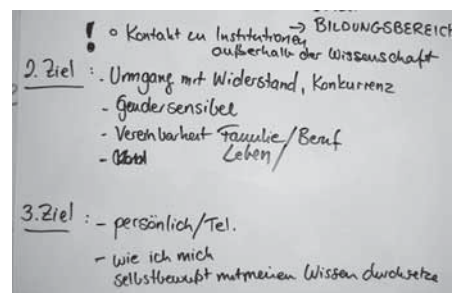 ! o Kontakt zu Institutionen → BILDUNGSBEREICH
außerhalb der Wissenschaft
2. Ziel : - Umgang mit Widerstand, Konkurrenz
- Gendersensibel
- Vereinbarkeit Familie/Beruf
Leben/
3. Ziel : - persönlich/Tel.
- wie ich mich
selbstbewußt mit meinen Wissen durchsetze